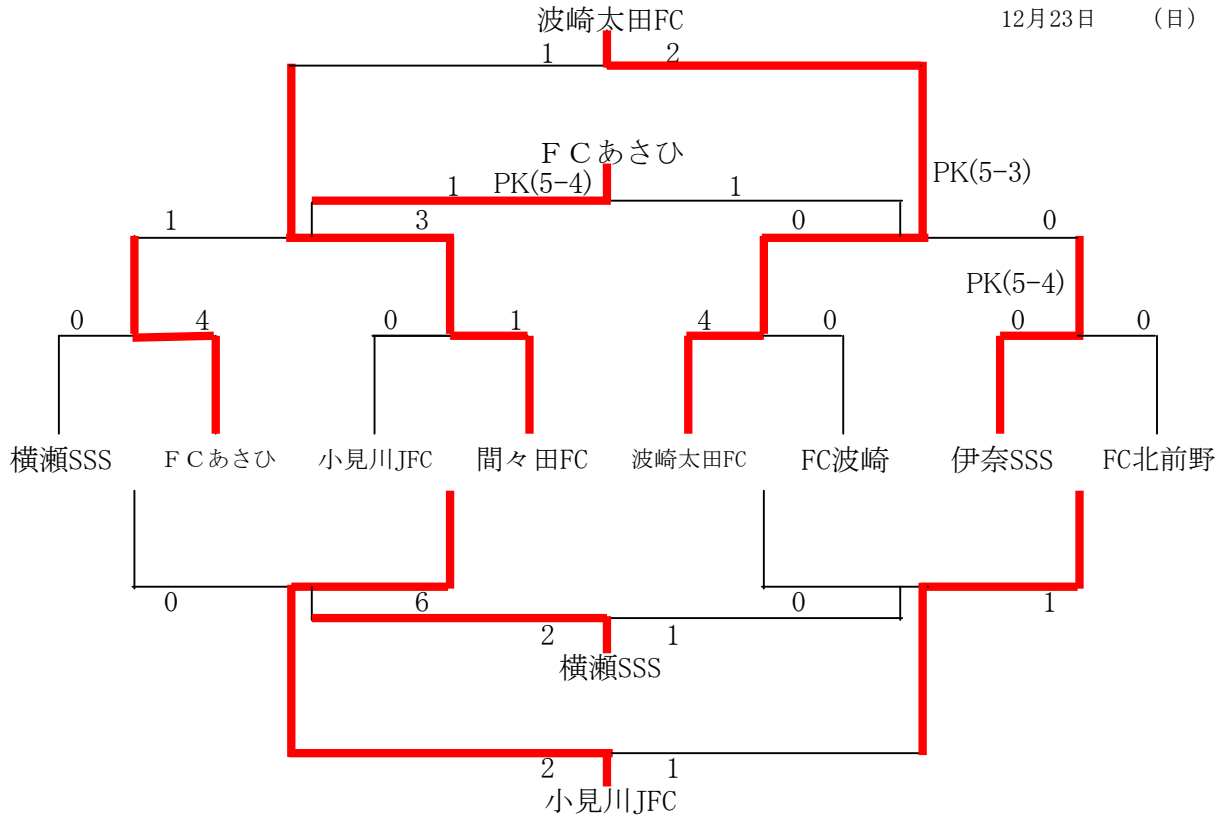 波崎太田FC
12月23日 （日）
1 2
ＦＣあさひ
1 PK(5-4) 1
PK(5-3)
1 3 0 0
PK(5-4)
0 4 0 1 4 0 0 0
横瀬SSS ＦＣあさひ 小見川JFC 間々田FC 波崎太田FC FC波崎 伊奈SSS FC北前野
0 6 0 1
2 1
横瀬SSS
2 1
小見川JFC